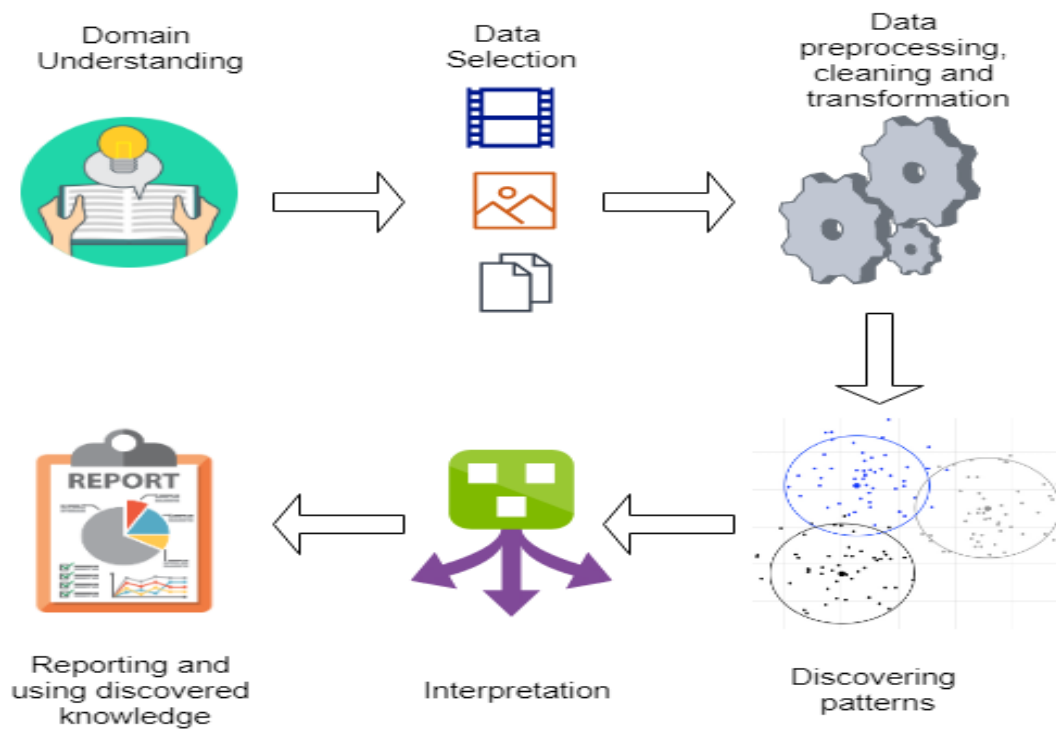 Domain
Understanding
Data
Selection
Data
preprocessing,
cleaning and
transformation
REPORT
Discovering
patterns
Interpretation
Reporting and
using discovered
knowledge